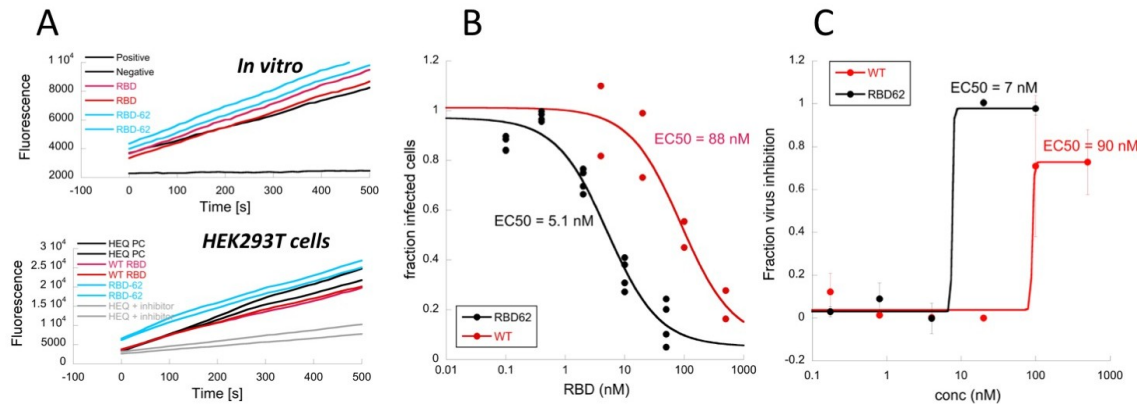 A
In vitro
Positive
Negative
RBD
RBD
RBD-62
RBD-62
1 10⁴
8000
6000
4000
2000
Fluorescence
-100 0 100 200 300 400 500
Time [s]
HEK293T cells
HEQ PC
HEQ PC
WT RBD
WT RBD
RBD-62
RBD-62
HEQ + inhibitor
HEQ + inhibitor
3 10⁴
2.5 10⁴
2 10⁴
1.5 10⁴
1 10⁴
5000
0
Fluorescence
-100 0 100 200 300 400 500
Time [s]
B
1.2
1
0.8
0.6
0.4
0.2
0
fraction infected cells
EC50 = 88 nM
EC50 = 5.1 nM
RBD62
WT
0.01 0.1 1 10 100 1000
RBD (nM)
C
1.2
1
0.8
0.6
0.4
0.2
0
-0.2
Fraction virus inhibition
WT
RBD62
EC50 = 7 nM
EC50 = 90 nM
0.1 1 10 100 1000
conc (nM)